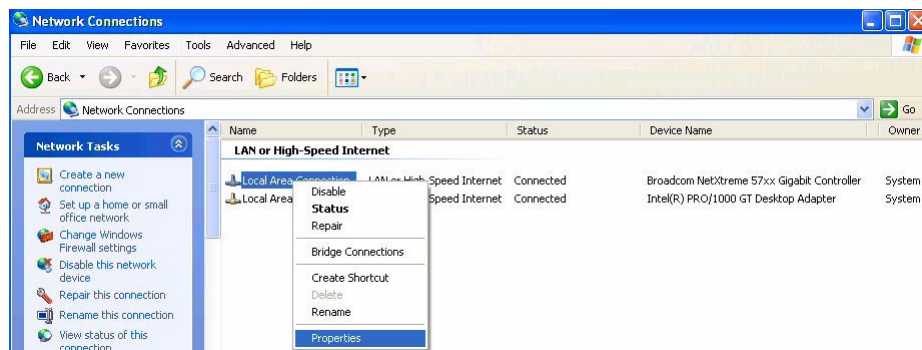 Network Connections
File Edit View Favorites Tools Advanced Help
Back Search Folders
Address Network Connections Go
Network Tasks
Create a new
connection
Set up a home or small
office network
Change Windows
Firewall settings
Disable this network
device
Repair this connection
Rename this connection
View status of this
connection
Name Type Status Device Name Owner
LAN or High-Speed Internet
Local Area Connection LAN or High-Speed Internet Connected Broadcom NetXtreme 57xx Gigabit Controller System
Local Area Speed Internet Connected Intel(R) PRO/1000 GT Desktop Adapter System
Disable
Status
Repair
Bridge Connections
Create Shortcut
Delete
Rename
Properties